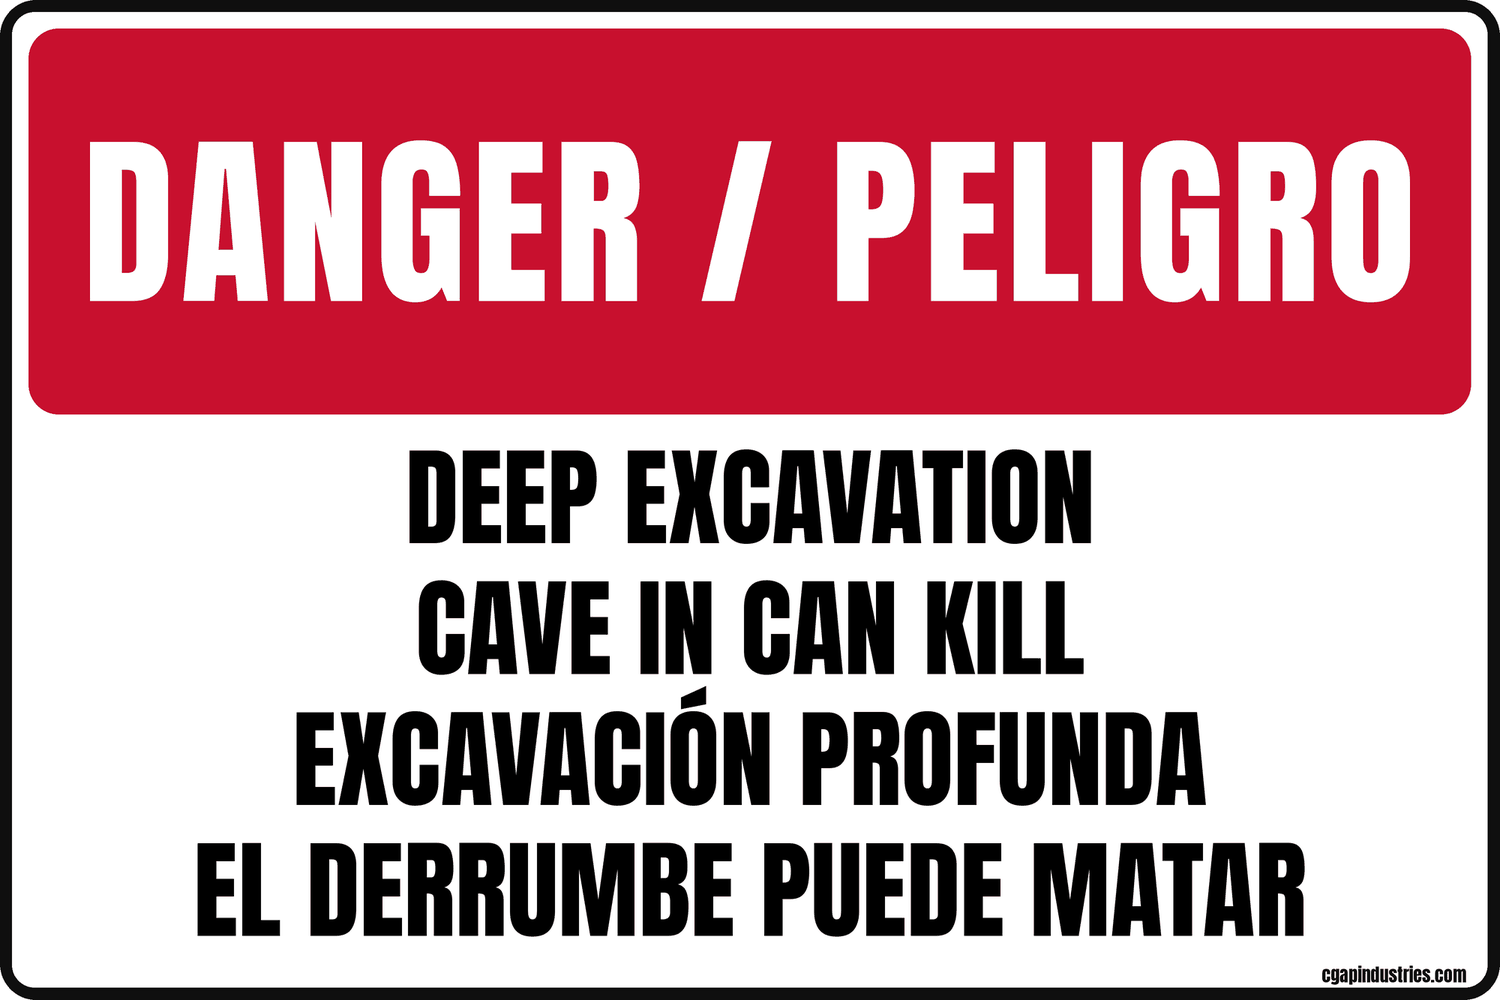 DANGER / PELIGRO
DEEP EXCAVATION
CAVE IN CAN KILL
EXCAVACIÓN PROFUNDA
EL DERRUMBE PUEDE MATAR
cgapindustries.com